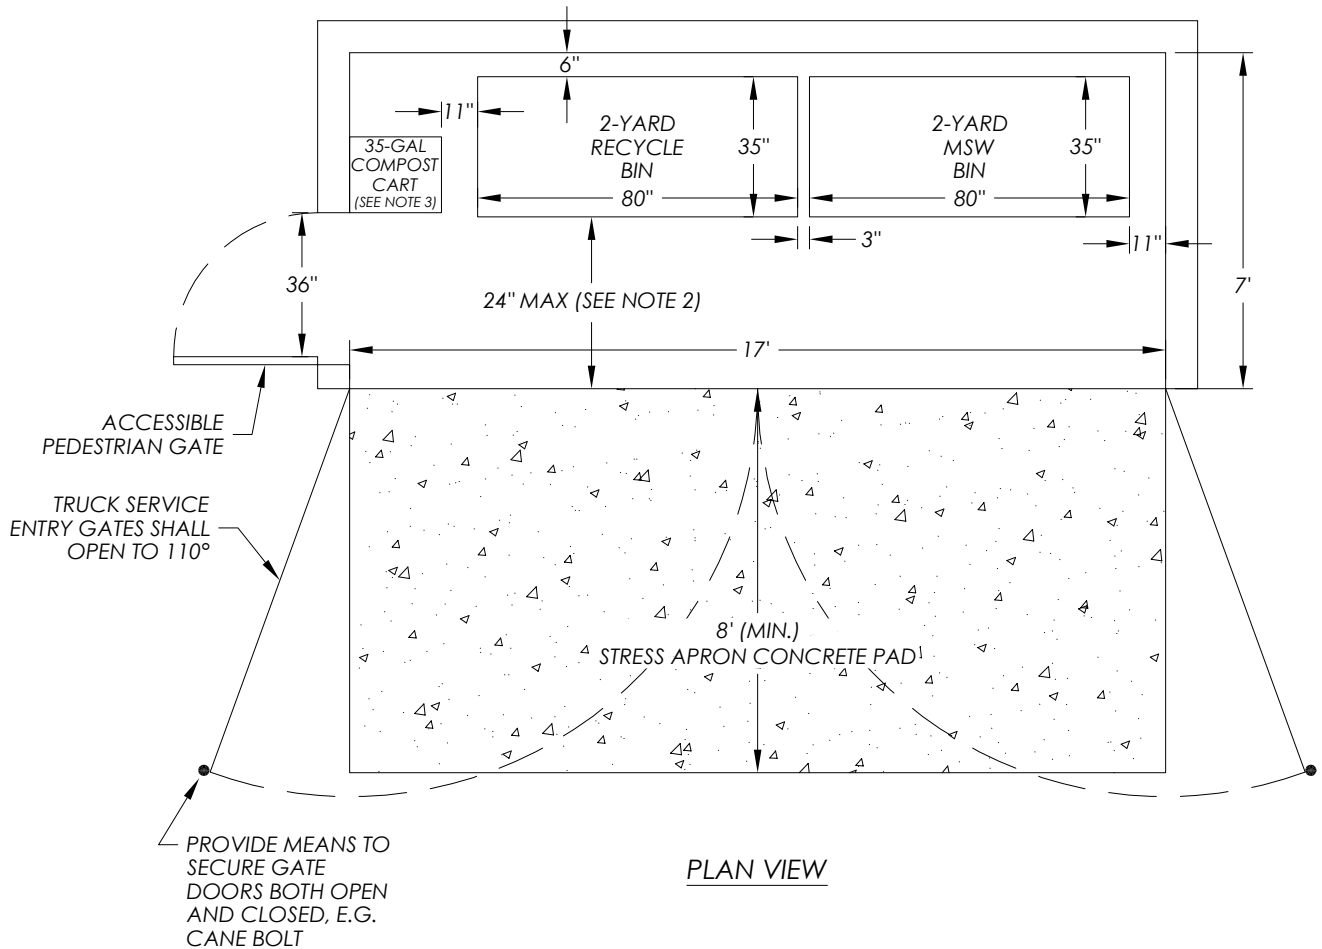 6"
11"
2-YARD
RECYCLE
BIN
35"
80"
2-YARD
MSW
BIN
35"
80"
35-GAL
COMPOST
CART
(SEE NOTE 3)
3"
11"
36"
24" MAX (SEE NOTE 2)
7'
17'
ACCESSIBLE
PEDESTRIAN GATE
TRUCK SERVICE
ENTRY GATES SHALL
OPEN TO 110°
8' (MIN.)
STRESS APRON CONCRETE PAD
PROVIDE MEANS TO
SECURE GATE
DOORS BOTH OPEN
AND CLOSED, E.G.
CANE BOLT
PLAN VIEW